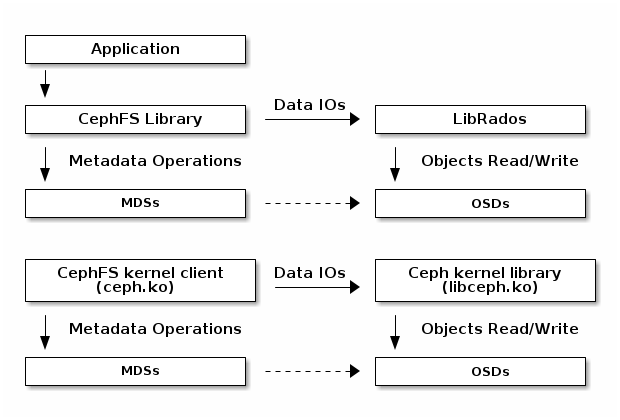 Application
Data IOs
CephFS Library
LibRados
Metadata Operations
Objects Read/Write
MDSs
OSDs
CephFS kernel client
(ceph.ko)
Data IOs
Ceph kernel library
(libceph.ko)
Metadata Operations
Objects Read/Write
MDSs
OSDs